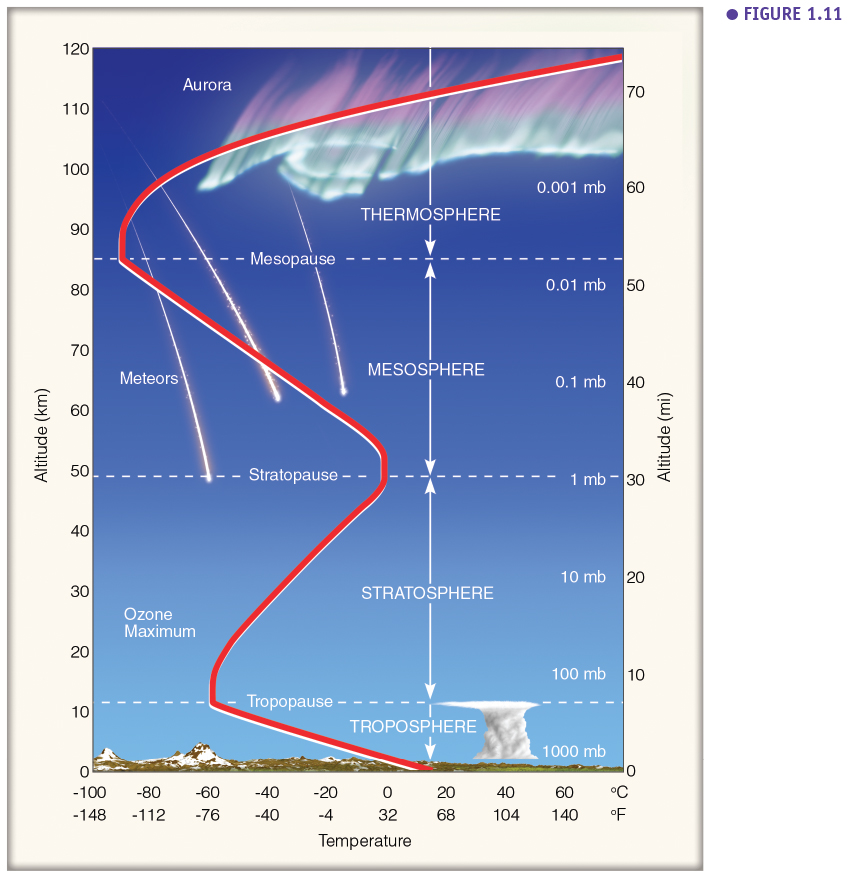 ● FIGURE 1.11
120
110
100
90
80
70
60
50
40
30
20
10
0
Altitude (km)
Aurora
THERMOSPHERE
0.001 mb
Mesopause
0.01 mb
Meteors
MESOSPHERE
0.1 mb
Stratopause
1 mb
10 mb
STRATOSPHERE
Ozone
Maximum
100 mb
Tropopause
TROPOSPHERE
1000 mb
70
60
50
40
30
20
10
0
Altitude (mi)
-100 -80 -60 -40 -20 0 20 40 60 °C
-148 -112 -76 -40 -4 32 68 104 140 °F
Temperature